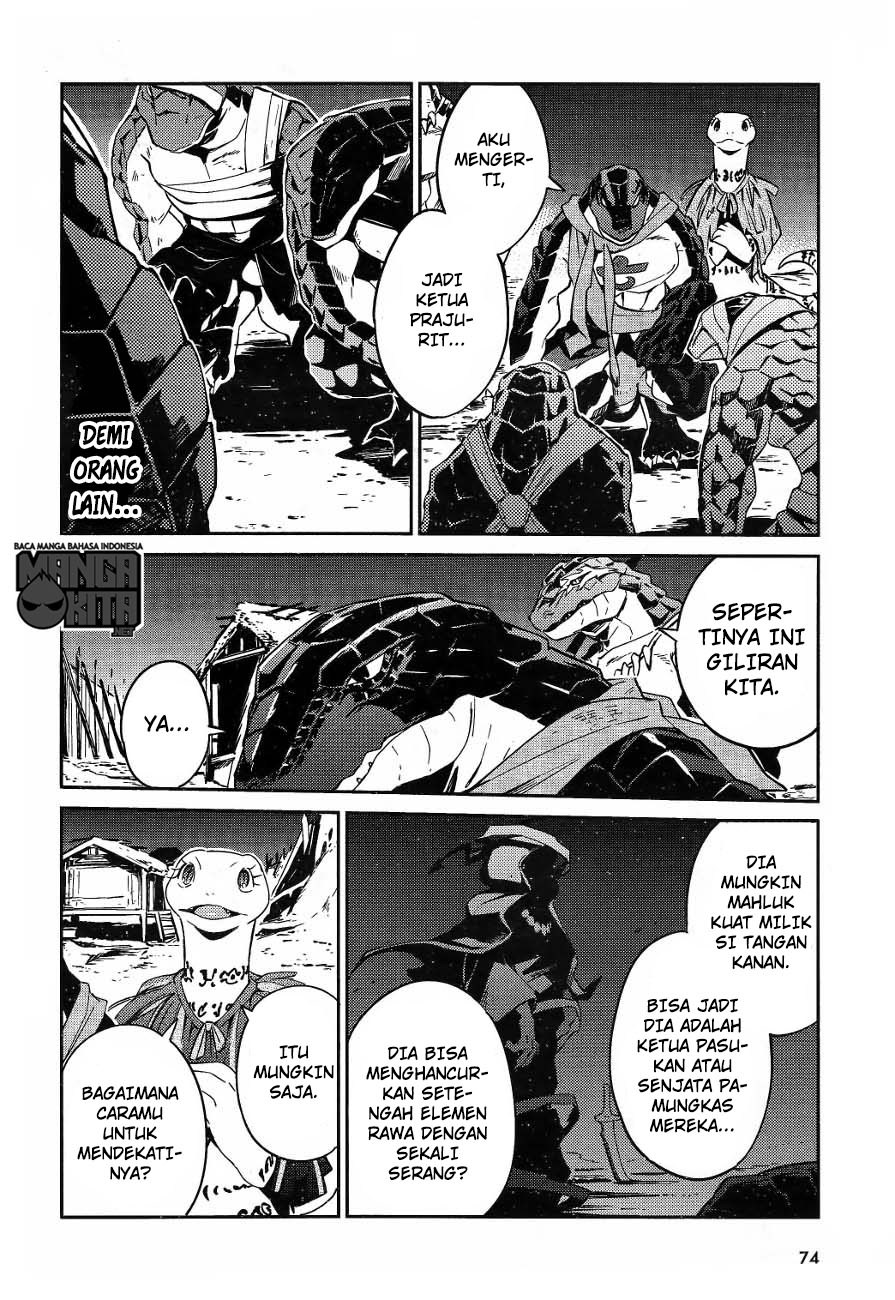 AKU
MENGER-
TI,
JADI
KETUA
PRAJU-
RIT...
DEMI
ORANG
LAIN...
BACA MANGA BAHASA INDONESIA
MANGA
KITA
SEPER-
TINYA INI
GILIRAN
KITA.
YA...
DIA
MUNGKIN
MAHLUK
KUAT MILIK
SI TANGAN
KANAN.
BISA JADI
DIA ADALAH
KETUA PASU-
KAN ATAU
SENJATA PA-
MUNGKAS
MEREKA...
DIA BISA
MENGHANCUR-
KAN SETE-
NGAH ELEMEN
RAWA DENGAN
SEKALI
SERANG?
ITU
MUNGKIN
SAJA.
BAGAIMANA
CARAMU
UNTUK
MENDEKATI-
NYA?
74